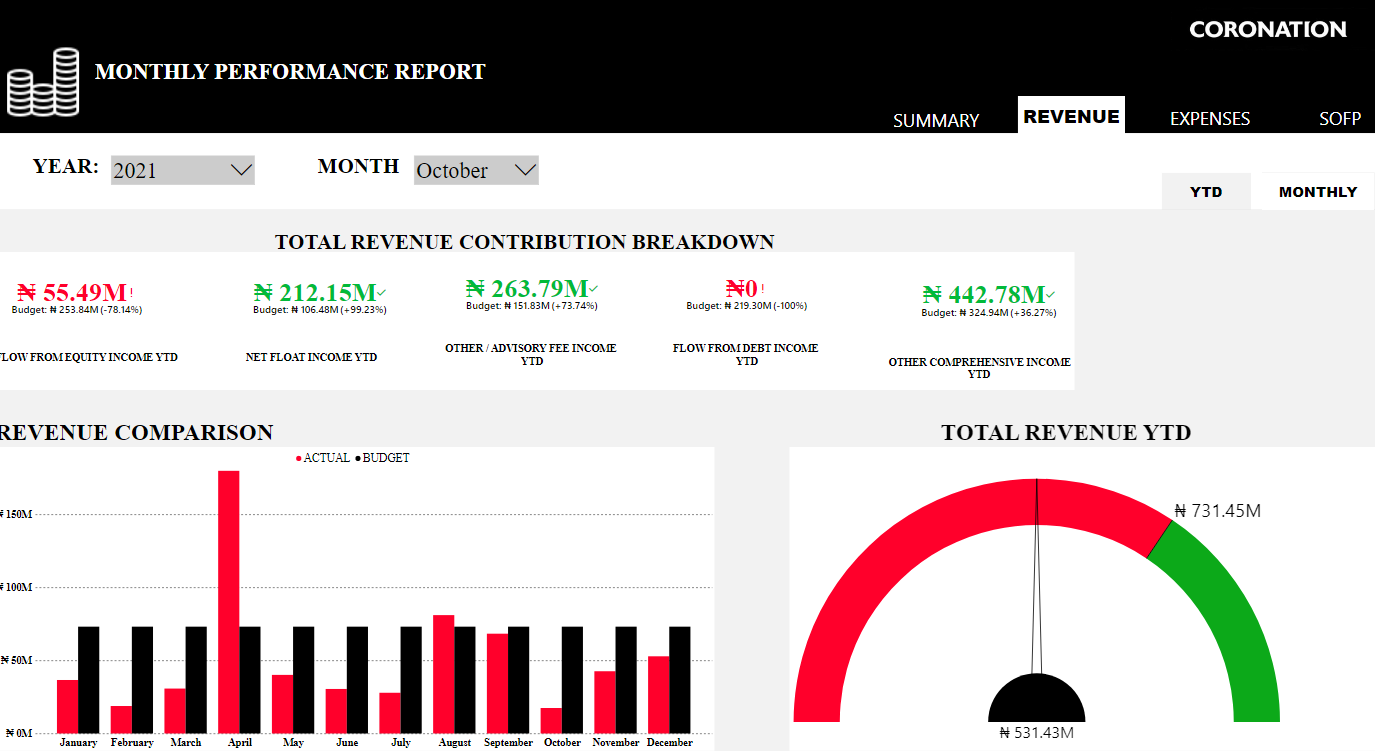 CORONATION
MONTHLY PERFORMANCE REPORT
SUMMARY
REVENUE
EXPENSES
SOFP
YEAR:
2021
MONTH
October
YTD
MONTHLY
TOTAL REVENUE CONTRIBUTION BREAKDOWN
₦ 55.49M!
Budget: ₦ 253.84M (-78.14%)
FLOW FROM EQUITY INCOME YTD
₦ 212.15M✓
Budget: ₦ 106.48M (+99.23%)
NET FLOAT INCOME YTD
₦ 263.79M✓
Budget: ₦ 151.83M (+73.74%)
OTHER / ADVISORY FEE INCOME
YTD
₦0 !
Budget: ₦ 219.30M (-100%)
FLOW FROM DEBT INCOME
YTD
₦ 442.78M✓
Budget: ₦ 324.94M (+36.27%)
OTHER COMPREHENSIVE INCOME
YTD
REVENUE COMPARISON
ACTUAL
BUDGET
₦ 150M
₦ 100M
₦ 50M
₦ 0M
January February March April May June July August September October November December
TOTAL REVENUE YTD
₦ 731.45M
₦ 531.43M